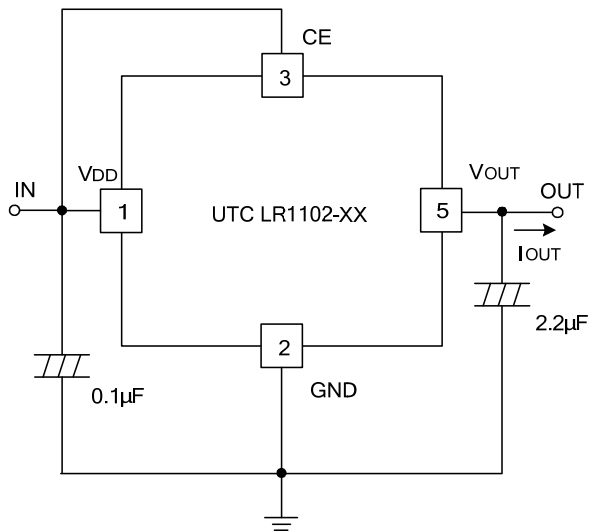 CE
3
VDD
VOUT
IN
OUT
1
UTC LR1102-XX
5
IOUT
2
2.2µF
0.1µF
GND